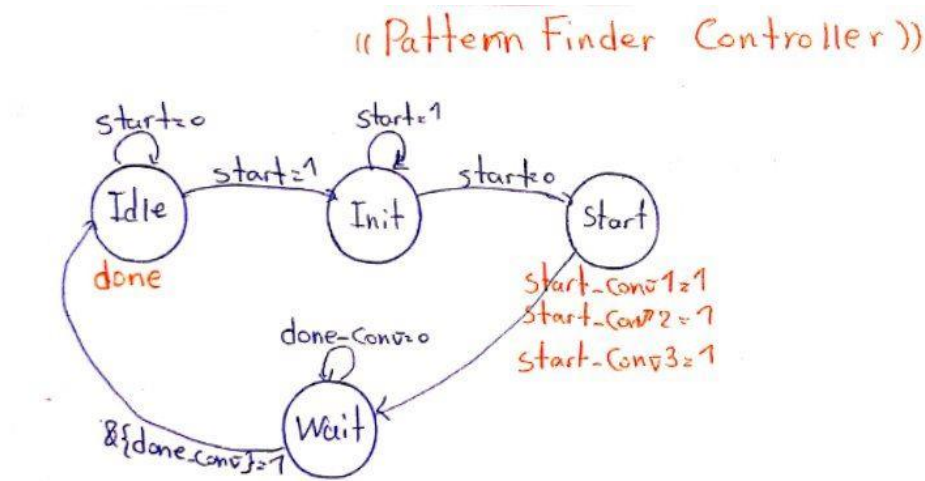 (( Pattern Finder Controller ))
start=0
start=1
start=1
start=0
Idle
Init
Start
done
start_conv1=1
start_conv2=1
start_conv3=1
done_conv=0
Wait
&{done_conv}=1